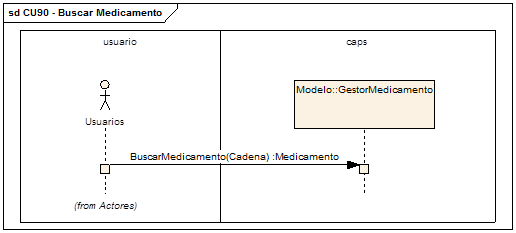 sd CU90 - Buscar Medicamento
usuario
caps
Modelo::GestorMedicamento
Usuarios
BuscarMedicamento(Cadena) :Medicamento
(from Actores)